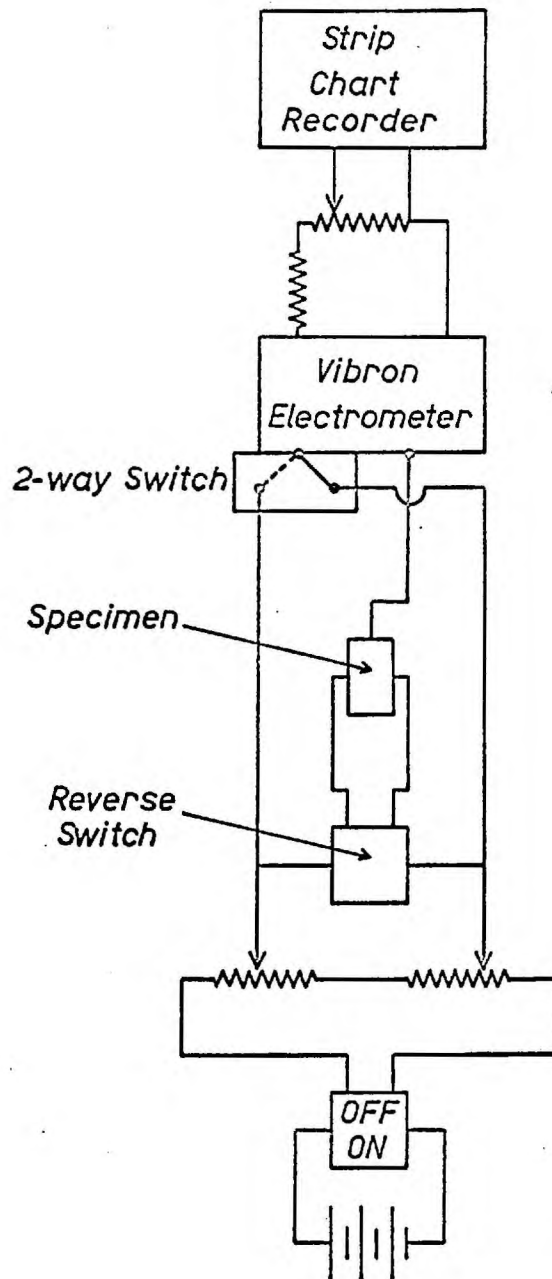 Strip
Chart
Recorder
Vibron
Electrometer
2-way Switch
Specimen
Reverse
Switch
OFF
ON